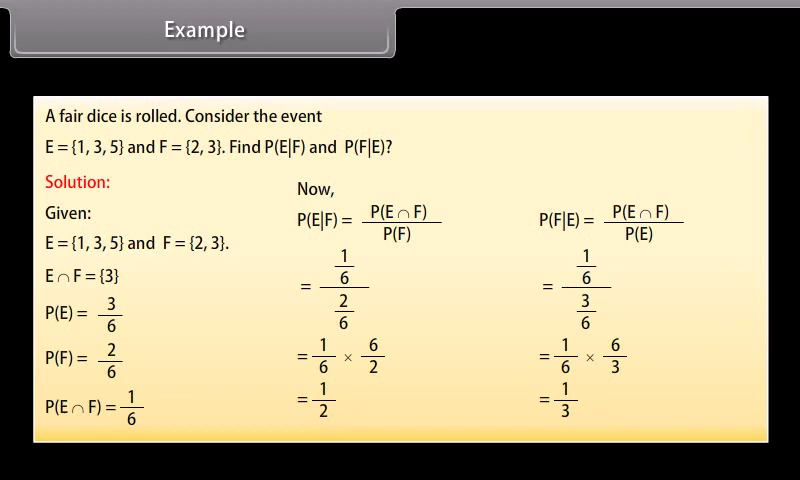 Example
A fair dice is rolled. Consider the event
E = {1, 3, 5} and F = {2, 3}. Find P(E|F) and P(F|E)?
Solution:
Given:
E = {1, 3, 5} and F = {2, 3}.
E ∩ F = {3}
P(E) = 3/6
P(F) = 2/6
P(E ∩ F) = 1/6
Now,
P(E|F) = P(E ∩ F)/P(F)
= (1/6)/(2/6)
= 1/6 × 6/2
= 1/2
P(F|E) = P(E ∩ F)/P(E)
= (1/6)/(3/6)
= 1/6 × 6/3
= 1/3